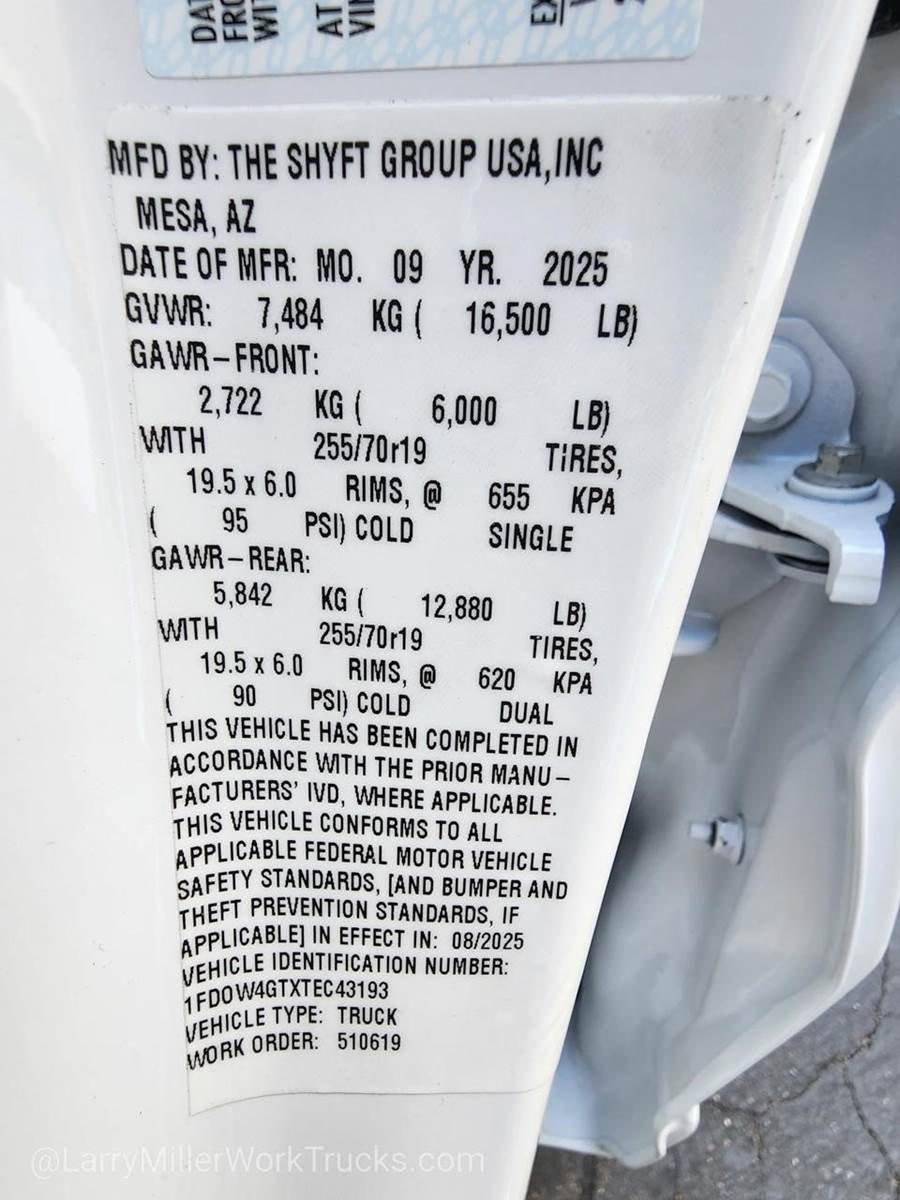 DAT
FRO
WIT
AT
VIN
EX
MFD BY: THE SHYFT GROUP USA,INC
MESA, AZ
DATE OF MFR: MO. 09 YR. 2025
GVWR: 7,484 KG ( 16,500 LB)
GAWR-FRONT:
2,722 KG ( 6,000 LB)
WITH 255/70r19 TIRES,
19.5 x 6.0 RIMS, @ 655 KPA
( 95 PSI) COLD SINGLE
GAWR-REAR:
5,842 KG ( 12,880 LB)
WITH 255/70r19 TIRES,
19.5 x 6.0 RIMS, @ 620 KPA
( 90 PSI) COLD DUAL
THIS VEHICLE HAS BEEN COMPLETED IN
ACCORDANCE WITH THE PRIOR MANU-
FACTURERS' IVD, WHERE APPLICABLE.
THIS VEHICLE CONFORMS TO ALL
APPLICABLE FEDERAL MOTOR VEHICLE
SAFETY STANDARDS, [AND BUMPER AND
THEFT PREVENTION STANDARDS, IF
APPLICABLE] IN EFFECT IN: 08/2025
VEHICLE IDENTIFICATION NUMBER:
1FD0W4GTXTEC43193
VEHICLE TYPE: TRUCK
WORK ORDER: 510619
@LarryMillerWorkTrucks.com